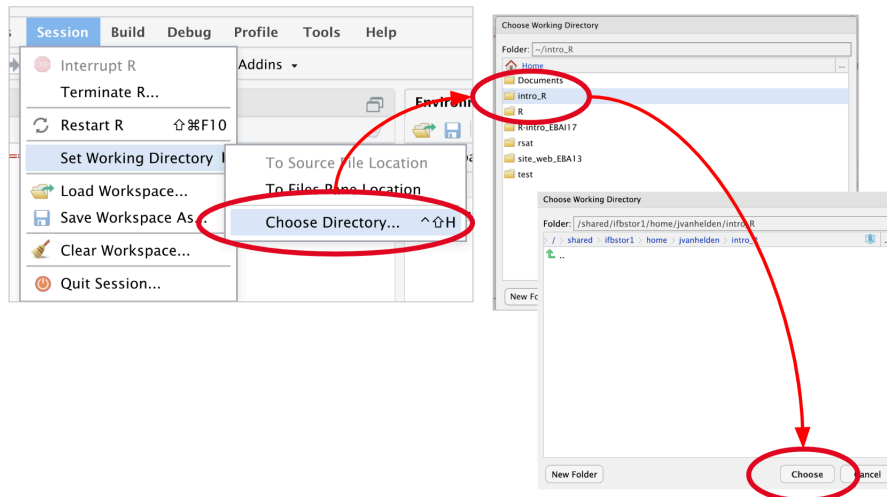 Session Build Debug Profile Tools Help
Interrupt R
Addins
Terminate R...
Restart R ⇧⌘F10
Set Working Directory
To Source File Location
To Files Pane Location
Choose Directory... ^⇧H
Load Workspace...
Save Workspace As...
Clear Workspace...
Quit Session...
Choose Working Directory
Folder: ~/intro_R
Home ...
Documents
intro_R
R
R-intro_EBAI17
rsat
site_web_EBA13
test
Choose Working Directory
Folder: /shared/ifbstor1/home/jvanhelden/intro_R
/ shared ifbstor1 home jvanhelden
..
New Folder Choose Cancel